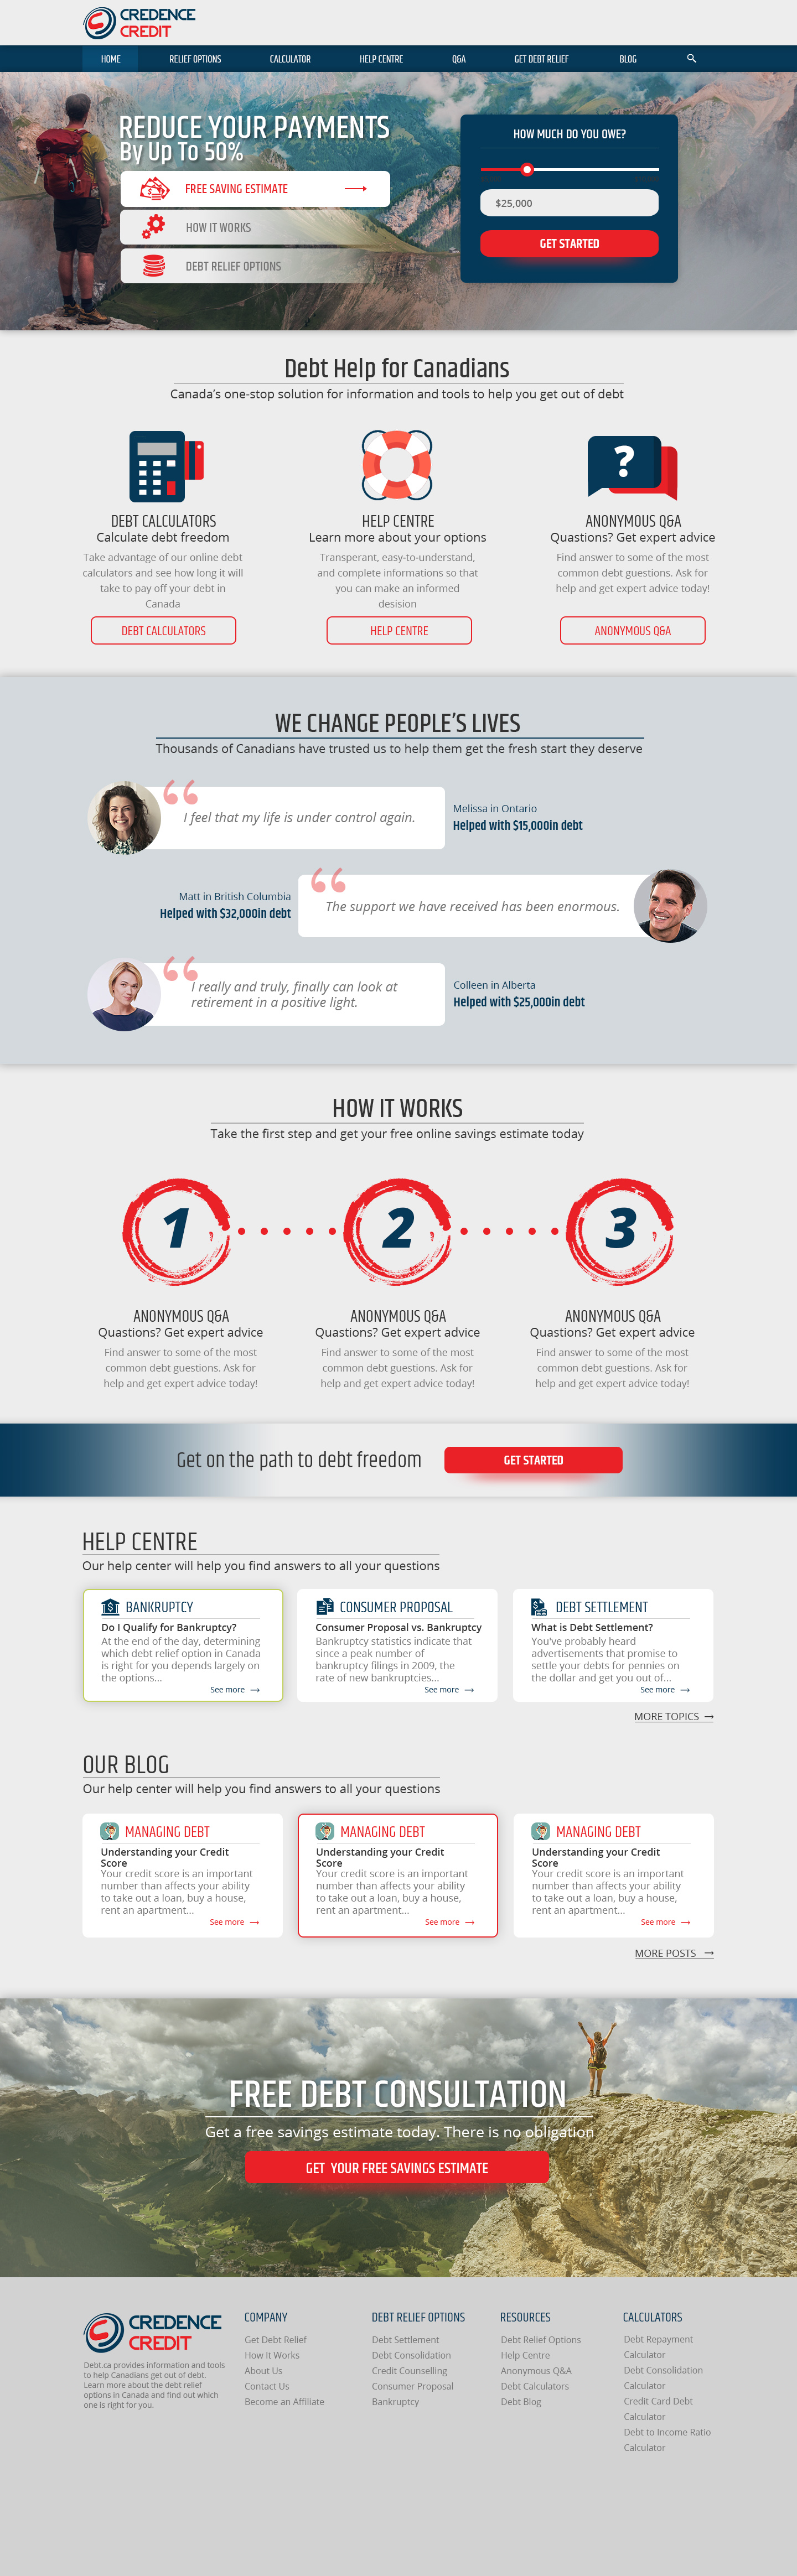 CREDENCE
CREDIT
HOME RELIEF OPTIONS CALCULATOR HELP CENTRE Q&A GET DEBT RELIEF BLOG
REDUCE YOUR PAYMENTS
By Up To 50%
FREE SAVING ESTIMATE
HOW IT WORKS
DEBT RELIEF OPTIONS
HOW MUCH DO YOU OWE?
$25,000
GET STARTED
Debt Help for Canadians
Canada's one-stop solution for information and tools to help you get out of debt
DEBT CALCULATORS
Calculate debt freedom
Take advantage of our online debt
calculators and see how long it will
take to pay off your debt in
Canada
DEBT CALCULATORS
HELP CENTRE
Learn more about your options
Transperant, easy-to-understand,
and complete informations so that
you can make an informed
desision
HELP CENTRE
?
ANONYMOUS Q&A
Quastions? Get expert advice
Find answer to some of the most
common debt guestions. Ask for
help and get expert advice today!
ANONYMOUS Q&A
WE CHANGE PEOPLE'S LIVES
Thousands of Canadians have trusted us to help them get the fresh start they deserve
I feel that my life is under control again.
Melissa in Ontario
Helped with $15,000in debt
Matt in British Columbia
Helped with $32,000in debt
The support we have received has been enormous.
I really and truly, finally can look at
retirement in a positive light.
Colleen in Alberta
Helped with $25,000in debt
HOW IT WORKS
Take the first step and get your free online savings estimate today
1
2
3
ANONYMOUS Q&A
Quastions? Get expert advice
Find answer to some of the most
common debt guestions. Ask for
help and get expert advice today!
ANONYMOUS Q&A
Quastions? Get expert advice
Find answer to some of the most
common debt guestions. Ask for
help and get expert advice today!
ANONYMOUS Q&A
Quastions? Get expert advice
Find answer to some of the most
common debt guestions. Ask for
help and get expert advice today!
Get on the path to debt freedom
GET STARTED
HELP CENTRE
Our help center will help you find answers to all your questions
BANKRUPTCY
Do I Qualify for Bankruptcy?
At the end of the day, determining
which debt relief option in Canada
is right for you depends largely on
the options...
See more
CONSUMER PROPOSAL
Consumer Proposal vs. Bankruptcy
Bankruptcy statistics indicate that
since a peak number of
bankruptcy filings in 2009, the
rate of new bankruptcies...
See more
DEBT SETTLEMENT
What is Debt Settlement?
You've probably heard
advertisements that promise to
settle your debts for pennies on
the dollar and get you out of...
See more
MORE TOPICS
OUR BLOG
Our help center will help you find answers to all your questions
MANAGING DEBT
Understanding your Credit
Score
Your credit score is an important
number than affects your ability
to take out a loan, buy a house,
rent an apartment...
See more
MANAGING DEBT
Understanding your Credit
Score
Your credit score is an important
number than affects your ability
to take out a loan, buy a house,
rent an apartment...
See more
MANAGING DEBT
Understanding your Credit
Score
Your credit score is an important
number than affects your ability
to take out a loan, buy a house,
rent an apartment...
See more
MORE POSTS
FREE DEBT CONSULTATION
Get a free savings estimate today. There is no obligation
GET YOUR FREE SAVINGS ESTIMATE
CREDENCE
CREDIT
Debt.ca provides information and tools
to help Canadians get out of debt.
Learn more about the debt relief
options in Canada and find out which
one is right for you.
COMPANY
Get Debt Relief
How It Works
About Us
Contact Us
Become an Affiliate
DEBT RELIEF OPTIONS
Debt Settlement
Debt Consolidation
Credit Counselling
Consumer Proposal
Bankruptcy
RESOURCES
Debt Relief Options
Help Centre
Anonymous Q&A
Debt Calculators
Debt Blog
CALCULATORS
Debt Repayment
Calculator
Debt Consolidation
Calculator
Credit Card Debt
Calculator
Debt to Income Ratio
Calculator